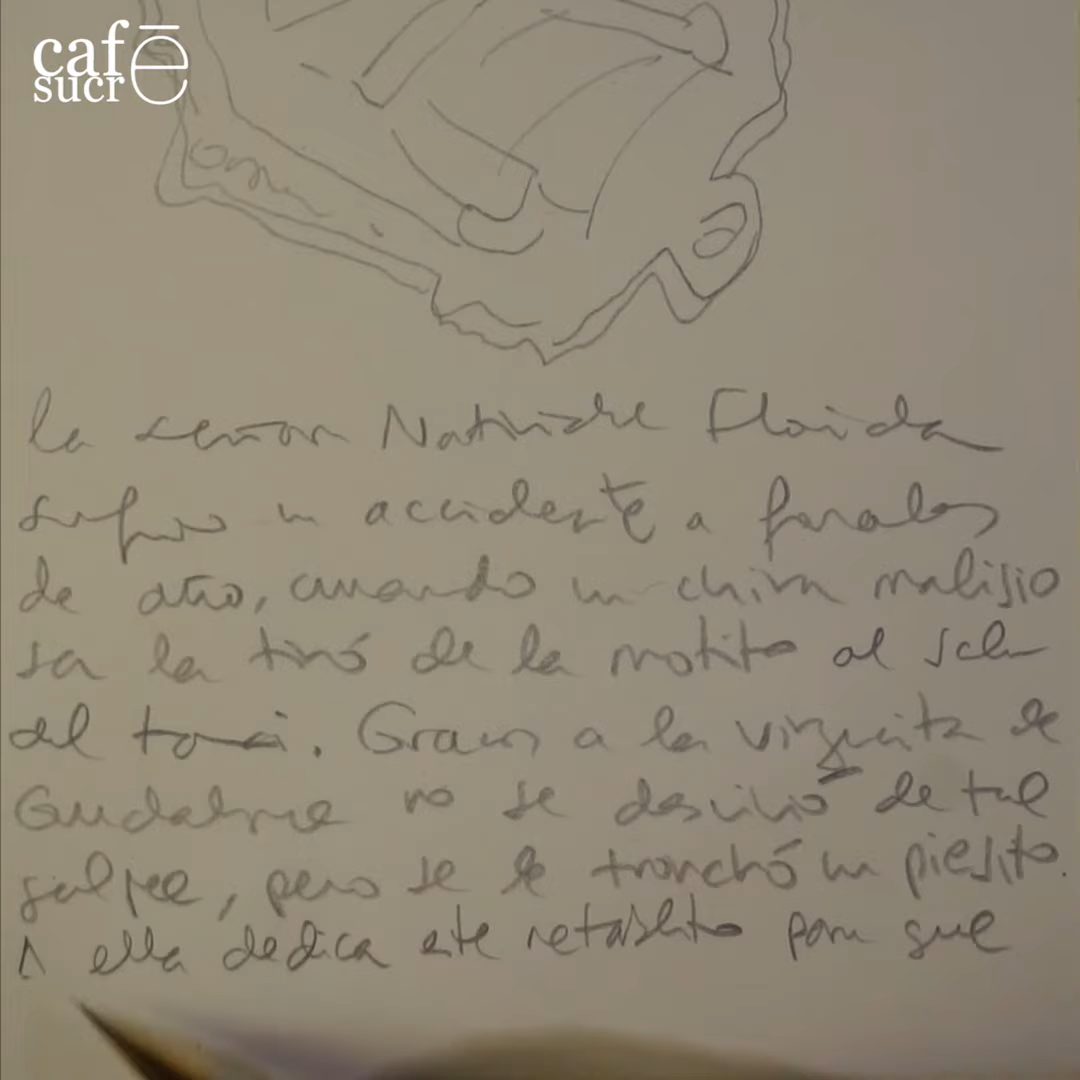 café
sucré
la señora Natividad Florida
sufrió un accidente a finales
de año, cuando un chivo malisio
sa la tiró de la motito al salir
del . Gracias a la virgencita de
Guadalupe no se desvivió de tal
golpe, pero se le tronchó un piesito.
A ella dedica este retablito para que